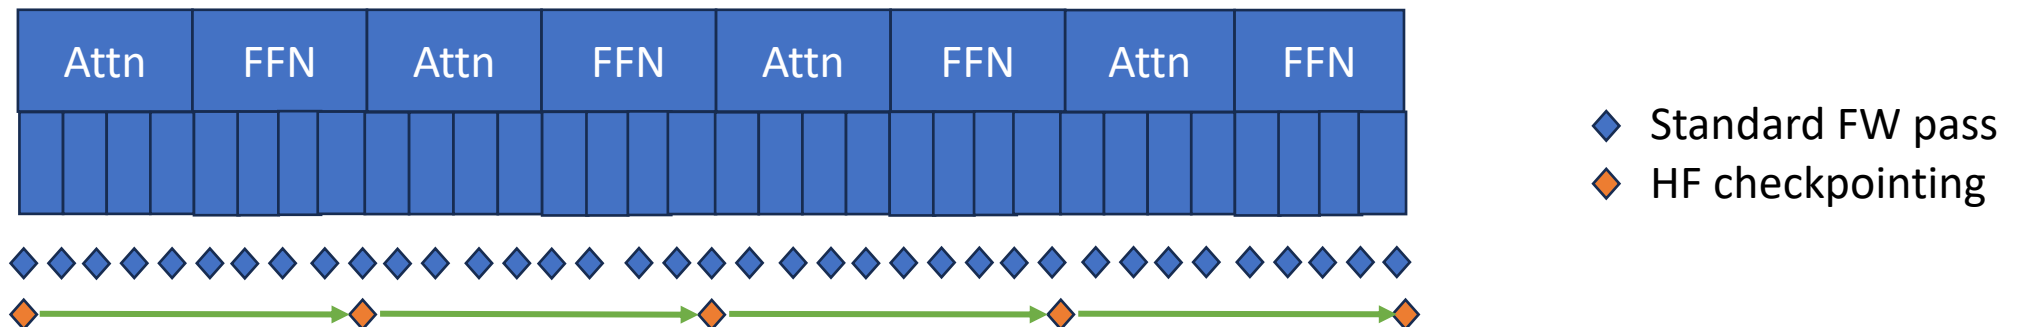 Attn FFN Attn FFN Attn FFN Attn FFN
Standard FW pass
HF checkpointing